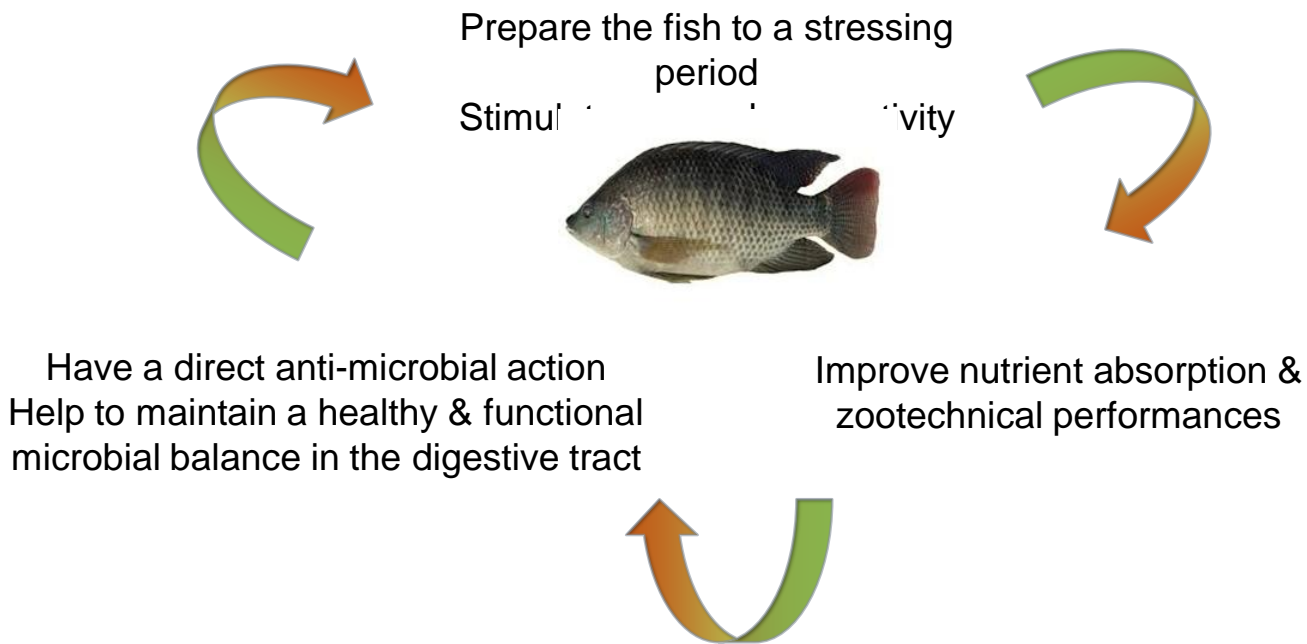 Prepare the fish to a stressing
period
Have a direct anti-microbial action
Help to maintain a healthy & functional
microbial balance in the digestive tract
Improve nutrient absorption &
zootechnical performances